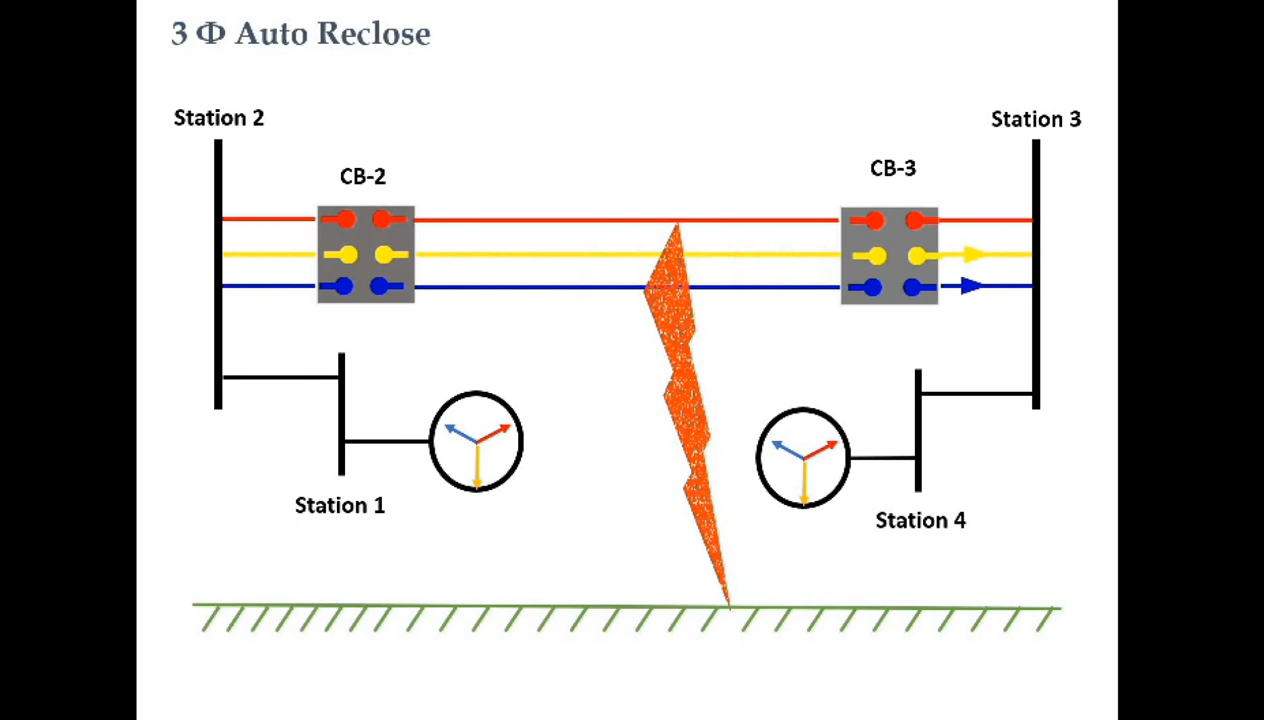 3 Φ Auto Reclose
Station 2
Station 3
CB-2
CB-3
Station 1
Station 4